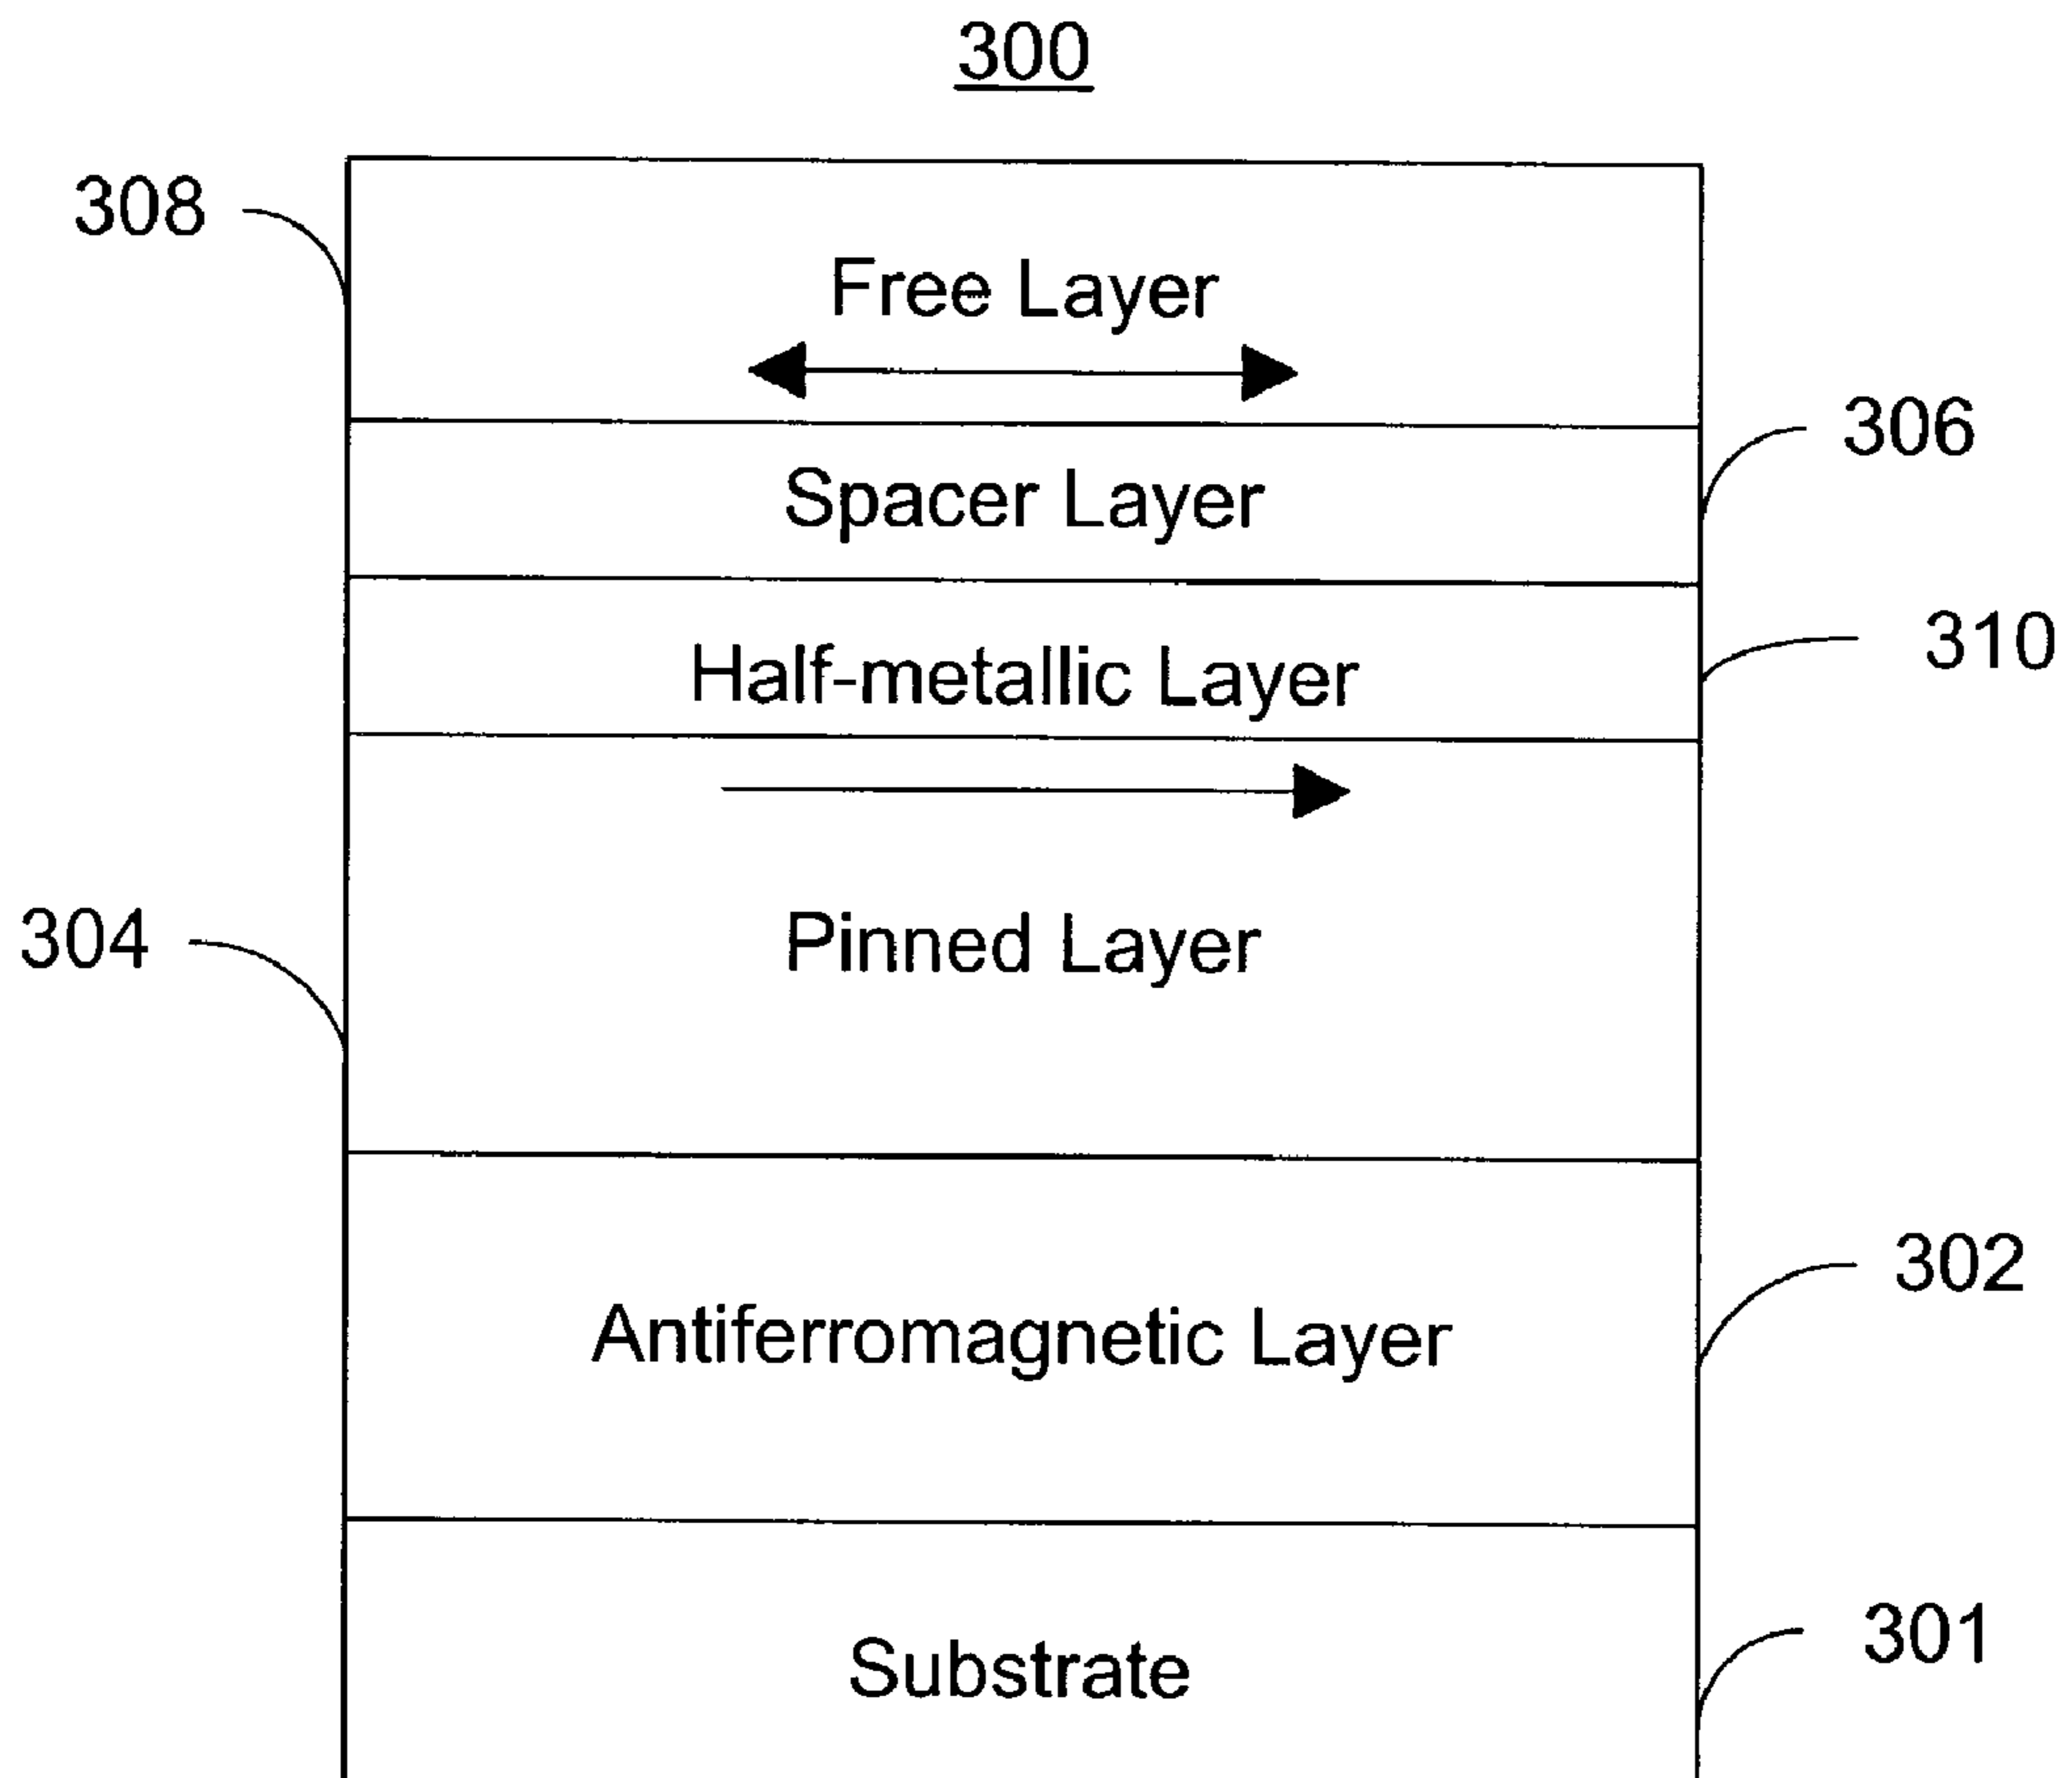 300
308
Free Layer
306
Spacer Layer
310
Half-metallic Layer
304
Pinned Layer
302
Antiferromagnetic Layer
301
Substrate